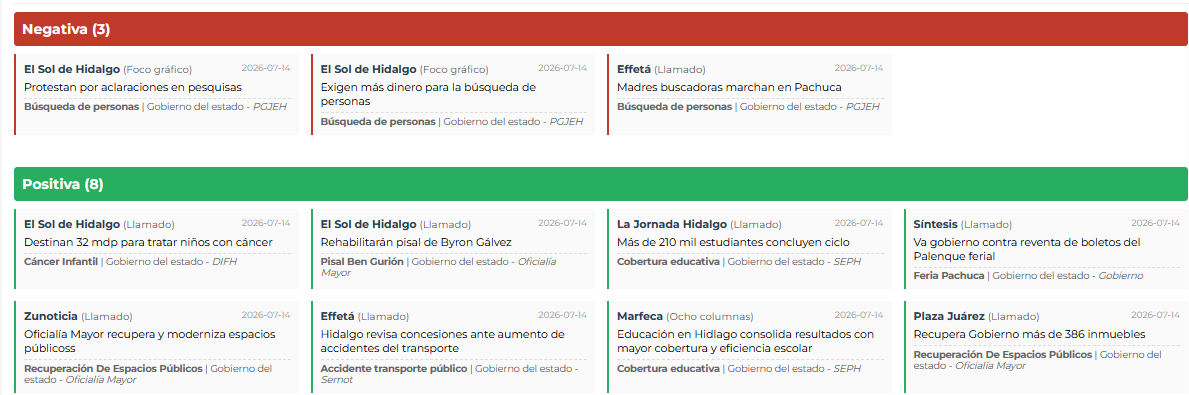 Negativa (3)
El Sol de Hidalgo (Foco gráfico) 2026-07-14
Protestan por aclaraciones en pesquisas
Búsqueda de personas | Gobierno del estado - PGJEH
El Sol de Hidalgo (Foco gráfico) 2026-07-14
Exigen más dinero para la búsqueda de
personas
Búsqueda de personas | Gobierno del estado - PGJEH
Effetá (Llamado) 2026-07-14
Madres buscadoras marchan en Pachuca
Búsqueda de personas | Gobierno del estado - PGJEH
Positiva (8)
El Sol de Hidalgo (Llamado) 2026-07-14
Destinan 32 mdp para tratar niños con cáncer
Cáncer Infantil | Gobierno del estado - DIFH
El Sol de Hidalgo (Llamado) 2026-07-14
Rehabilitarán pisal de Byron Gálvez
Pisal Ben Gurión | Gobierno del estado - Oficialía
Mayor
La Jornada Hidalgo (Llamado) 2026-07-14
Más de 210 mil estudiantes concluyen ciclo
Cobertura educativa | Gobierno del estado - SEPH
Síntesis (Llamado) 2026-07-14
Va gobierno contra reventa de boletos del
Palenque ferial
Feria Pachuca | Gobierno del estado - Gobierno
Zunoticia (Llamado) 2026-07-14
Oficialía Mayor recupera y moderniza espacios
públicoss
Recuperación De Espacios Públicos | Gobierno del
estado - Oficialía Mayor
Effetá (Llamado) 2026-07-14
Hidalgo revisa concesiones ante aumento de
accidentes del transporte
Accidente transporte público | Gobierno del estado -
Semot
Marfeca (Ocho columnas) 2026-07-14
Educación en Hidlago consolida resultados con
mayor cobertura y eficiencia escolar
Cobertura educativa | Gobierno del estado - SEPH
Plaza Juárez (Llamado) 2026-07-14
Recupera Gobierno más de 386 inmuebles
Recuperación De Espacios Públicos | Gobierno del
estado - Oficialía Mayor